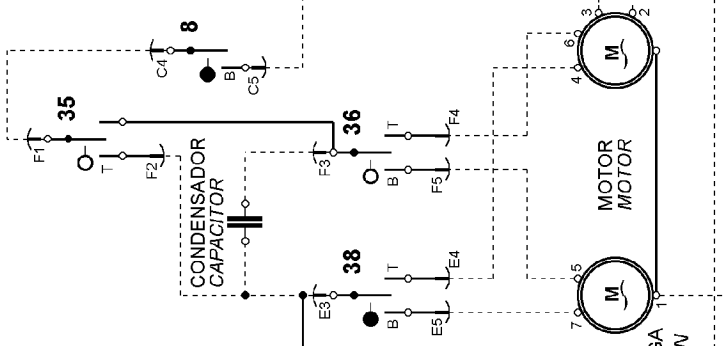 3
2
8
6
M
C4
B
C5
4
35
36
F4
F1
T
F3
T
F2
B
F5
CONDENSADOR
CAPACITOR
MOTOR
MOTOR
38
E4
T
5
E3
M
B
E5
7
1
GA
N